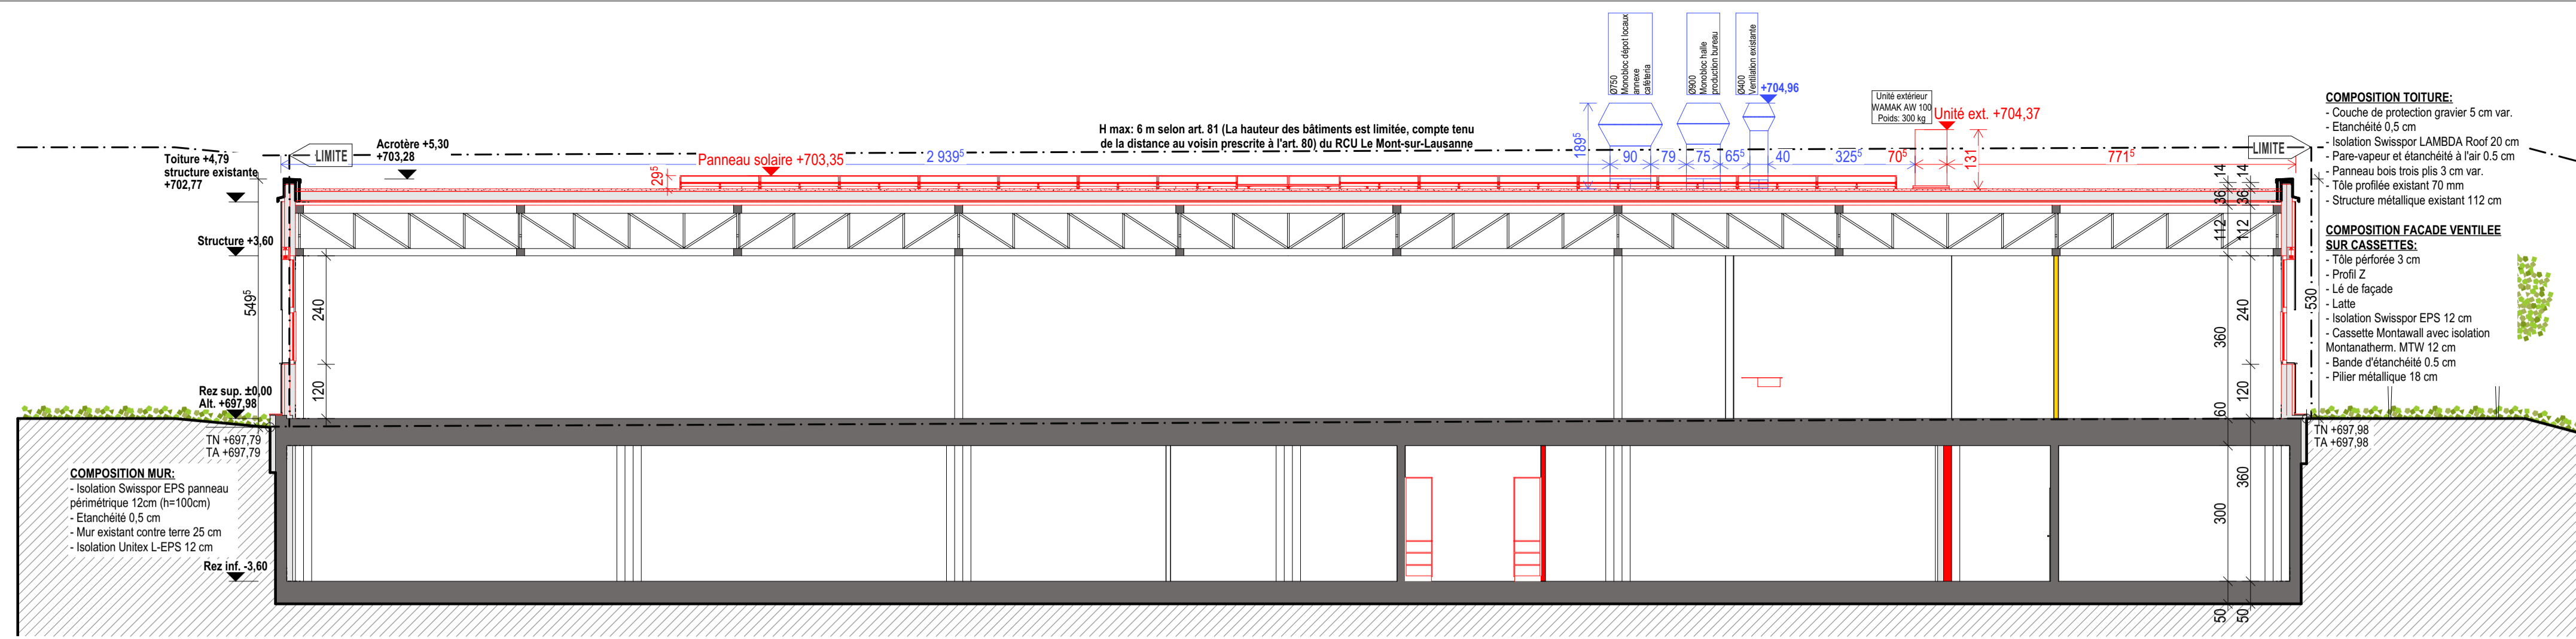 Ø750
Monobloc dépot locaux
annexe
cafèteria
Ø900
Monobloc halle
production bureau
Ø400
Ventilation existante
+704,96
Unité extérieur
WAMAK AW 100
Poids: 300 kg
Unité ext. +704,37
H max: 6 m selon art. 81 (La hauteur des bâtiments est limitée, compte tenu
de la distance au voisin prescrite à l'art. 80) du RCU Le Mont-sur-Lausanne
LIMITE
Acrotère +5,30
+703,28
Toiture +4,79
structure existante
+702,77
Panneau solaire +703,35
29⁵
2 939⁵
189⁵
90
79
75
65⁵
40
325⁵
70⁵
131
771⁵
LIMITE
Structure +3,60
549⁵
240
120
Rez sup. ±0,00
Alt. +697,98
TN +697,79
TA +697,79
COMPOSITION MUR:
- Isolation Swisspor EPS panneau
périmétrique 12cm (h=100cm)
- Etanchéité 0,5 cm
- Mur existant contre terre 25 cm
- Isolation Unitex L-EPS 12 cm
Rez inf. -3,60
14
36
112
360
60
300
50
14
36
112
240
120
360
50
530
COMPOSITION TOITURE:
- Couche de protection gravier 5 cm var.
- Etanchéité 0,5 cm
- Isolation Swisspor LAMBDA Roof 20 cm
- Pare-vapeur et étanchéité à l'air 0.5 cm
- Panneau bois trois plis 3 cm var.
- Tôle profilée existant 70 mm
- Structure métallique existant 112 cm
COMPOSITION FACADE VENTILEE
SUR CASSETTES:
- Tôle pérforée 3 cm
- Profil Z
- Lé de façade
- Latte
- Isolation Swisspor EPS 12 cm
- Cassette Montawall avec isolation
Montanatherm. MTW 12 cm
- Bande d'étanchéité 0.5 cm
- Pilier métallique 18 cm
TN +697,98
TA +697,98